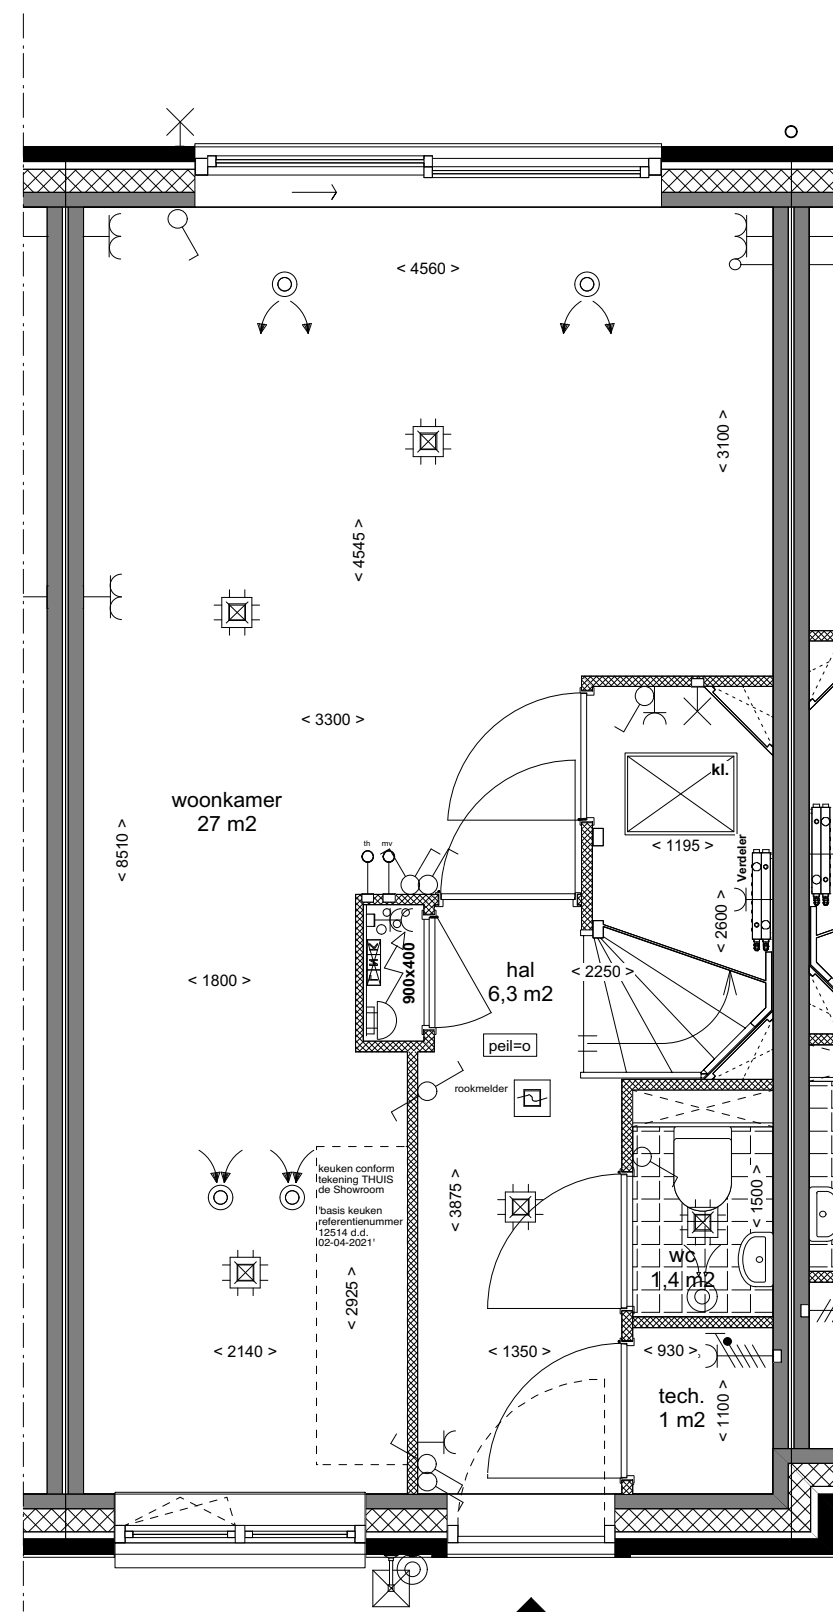 < 4560 >
< 3100 >
< 4545 >
< 3300 >
woonkamer
27 m2
< 8510 >
kl.
< 1195 >
Verdeler
th
mv
< 2600 >
900x400
< 1800 >
hal
6,3 m2
< 2250 >
peil=o
rookmelder
keuken conform
tekening THUIS
de Showroom
'basis keuken
referentienummer
12514 d.d.
02-04-2021'
< 3875 >
< 1500 >
wc
1,4 m2
< 2925 >
< 2140 >
< 1350 >
< 930 >
tech.
1 m2
< 1100 >